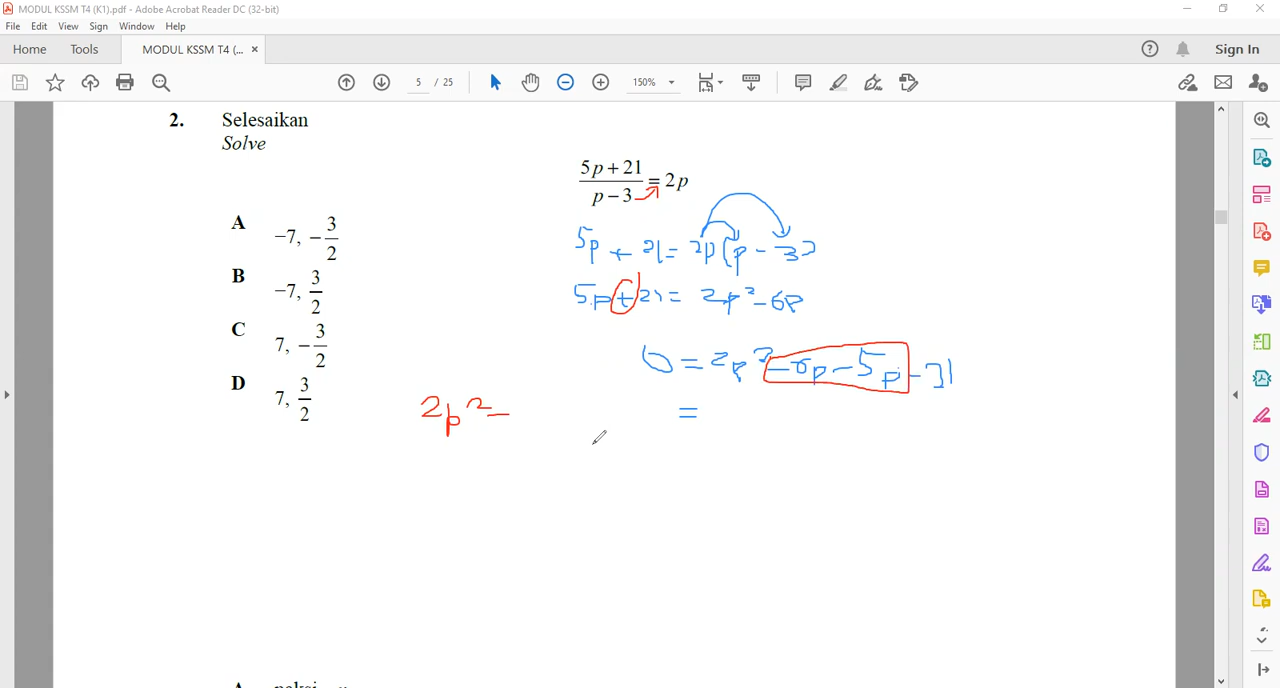 MODUL KSSM T4 (K1).pdf - Adobe Acrobat Reader DC (32-bit)
File Edit View Sign Window Help
Home Tools MODUL KSSM T4 (... × Sign In
5 / 25 150%
2. Selesaikan
Solve
5p + 21
p − 3
= 2p
A −7, −3/2
B −7, 3/2
C 7, −3/2
D 7, 3/2
5p + 21 = 2p(p - 3)
5p + 21 = 2p² - 6p
0 = 2p² - 6p - 5p - 21
2p² - =